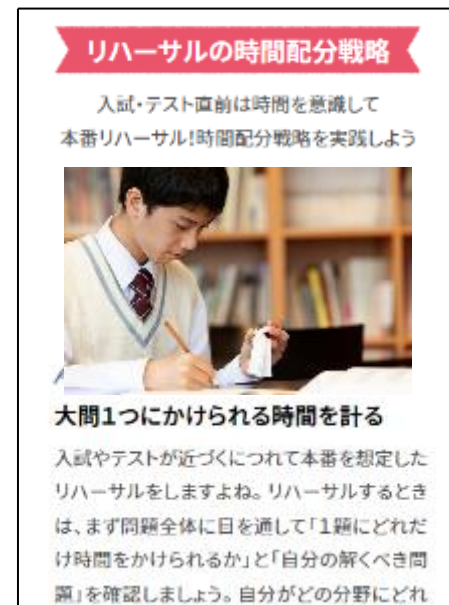 リハーサルの時間配分戦略
入試・テスト直前は時間を意識して
本番リハーサル!時間配分戦略を実践しよう
大問1つにかけられる時間を計る
入試やテストが近づくにつれて本番を想定した
リハーサルをしますよね。リハーサルするとき
は、まず問題全体に目を通して「1題にどれだ
け時間をかけられるか」と「自分の解くべき問
題」を確認しましょう。自分がどの分野にどれ